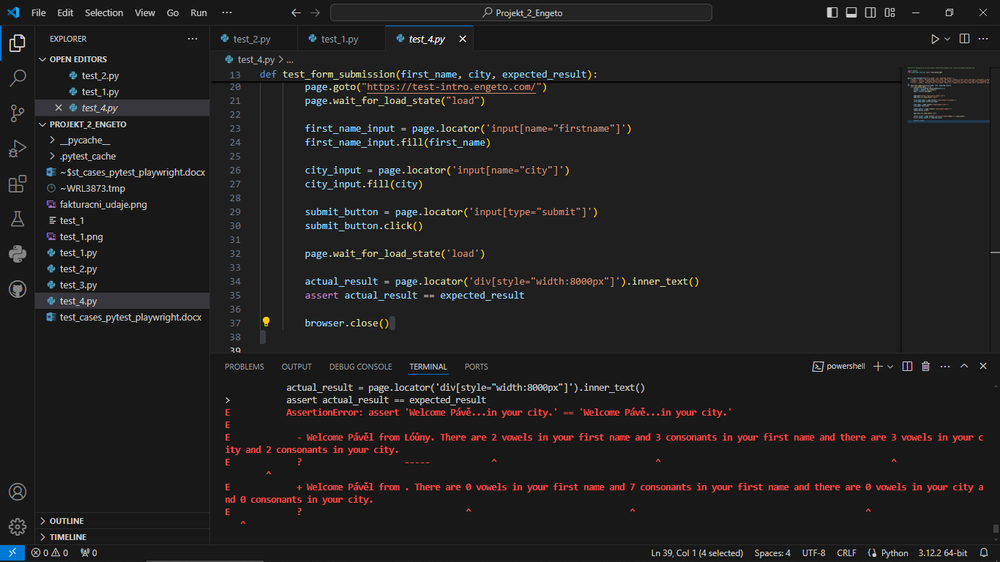 File Edit Selection View Go Run ···
Projekt_2_Engeto
EXPLORER ···
OPEN EDITORS
test_2.py
test_1.py
test_4.py
PROJEKT_2_ENGETO
__pycache__
.pytest_cache
~$st_cases_pytest_playwright.docx
~WRL3873.tmp
fakturacni_udaje.png
test_1
test_1.png
test_1.py
test_2.py
test_3.py
test_4.py
test_cases_pytest_playwright.docx
OUTLINE
TIMELINE
test_2.py test_1.py test_4.py
test_4.py > ...
13 def test_form_submission(first_name, city, expected_result):
20 page.goto("https://test-intro.engeto.com/")
21 page.wait_for_load_state("load")
22
23 first_name_input = page.locator('input[name="firstname"]')
24 first_name_input.fill(first_name)
25
26 city_input = page.locator('input[name="city"]')
27 city_input.fill(city)
28
29 submit_button = page.locator('input[type="submit"]')
30 submit_button.click()
31
32 page.wait_for_load_state('load')
33
34 actual_result = page.locator('div[style="width:8000px"]').inner_text()
35 assert actual_result == expected_result
36
37 browser.close()
38
39
PROBLEMS OUTPUT DEBUG CONSOLE TERMINAL PORTS powershell
actual_result = page.locator('div[style="width:8000px"]').inner_text()
> assert actual_result == expected_result
E AssertionError: assert 'Welcome Pávě...in your city.' == 'Welcome Pávě...in your city.'
E
E - Welcome Pávěl from Lóůny. There are 2 vowels in your first name and 3 consonants in your first name and there are 3 vowels in your c
ity and 2 consonants in your city.
E ? ----- ^ ^ ^
^
E + Welcome Pávěl from . There are 0 vowels in your first name and 7 consonants in your first name and there are 0 vowels in your city a
nd 0 consonants in your city.
E ? ^ ^ ^
^
0 0 0 Ln 39, Col 1 (4 selected) Spaces: 4 UTF-8 CRLF Python 3.12.2 64-bit